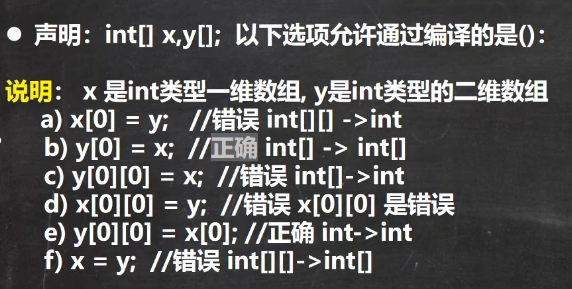 ● 声明：int[] x,y[]; 以下选项允许通过编译的是()：
说明： x 是int类型一维数组, y是int类型的二维数组
a) x[0] = y; //错误 int[][] ->int
b) y[0] = x; //正确 int[] -> int[]
c) y[0][0] = x; //错误 int[]->int
d) x[0][0] = y; //错误 x[0][0] 是错误
e) y[0][0] = x[0]; //正确 int->int
f) x = y; //错误 int[][]->int[]